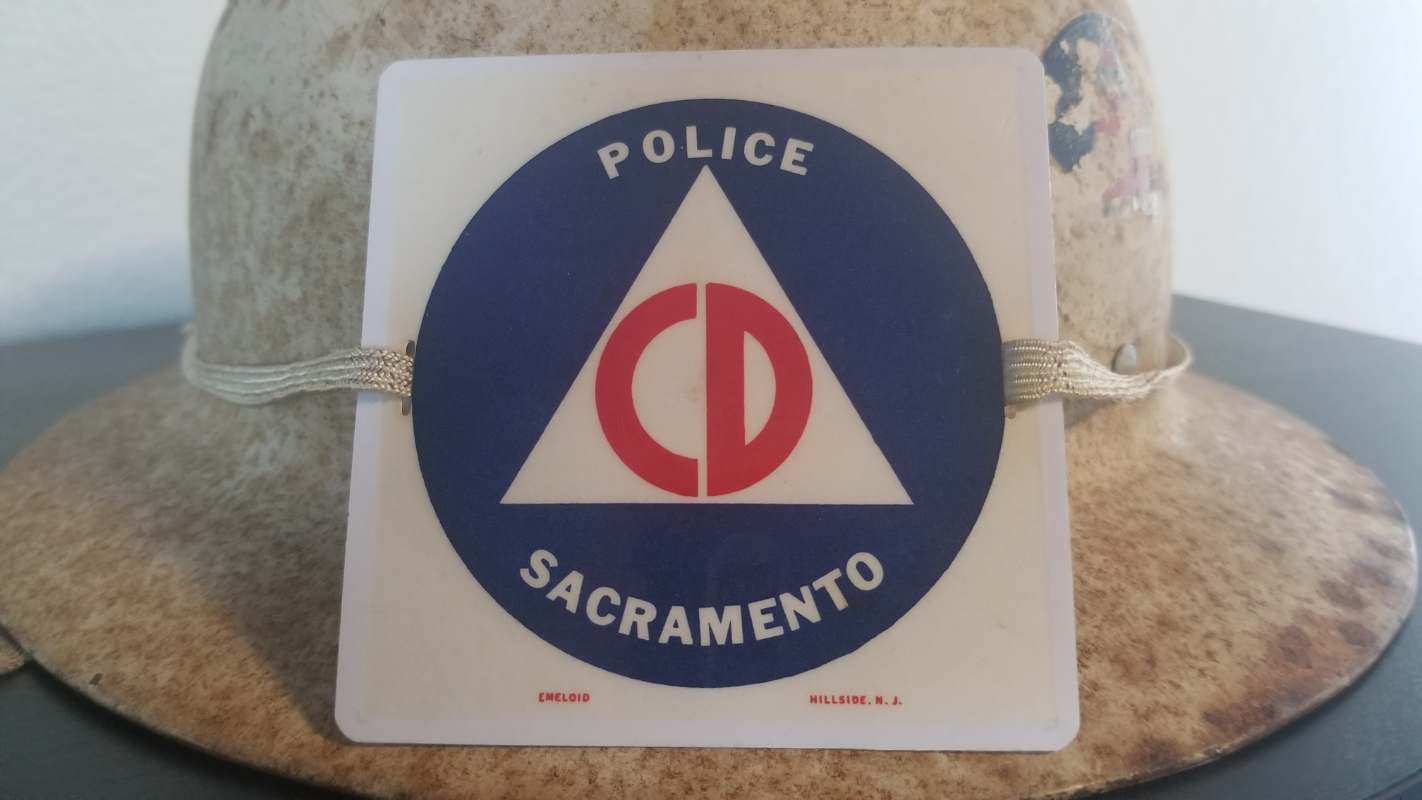 POLICE
CD
SACRAMENTO
EMELOID
HILLSIDE, N. J.